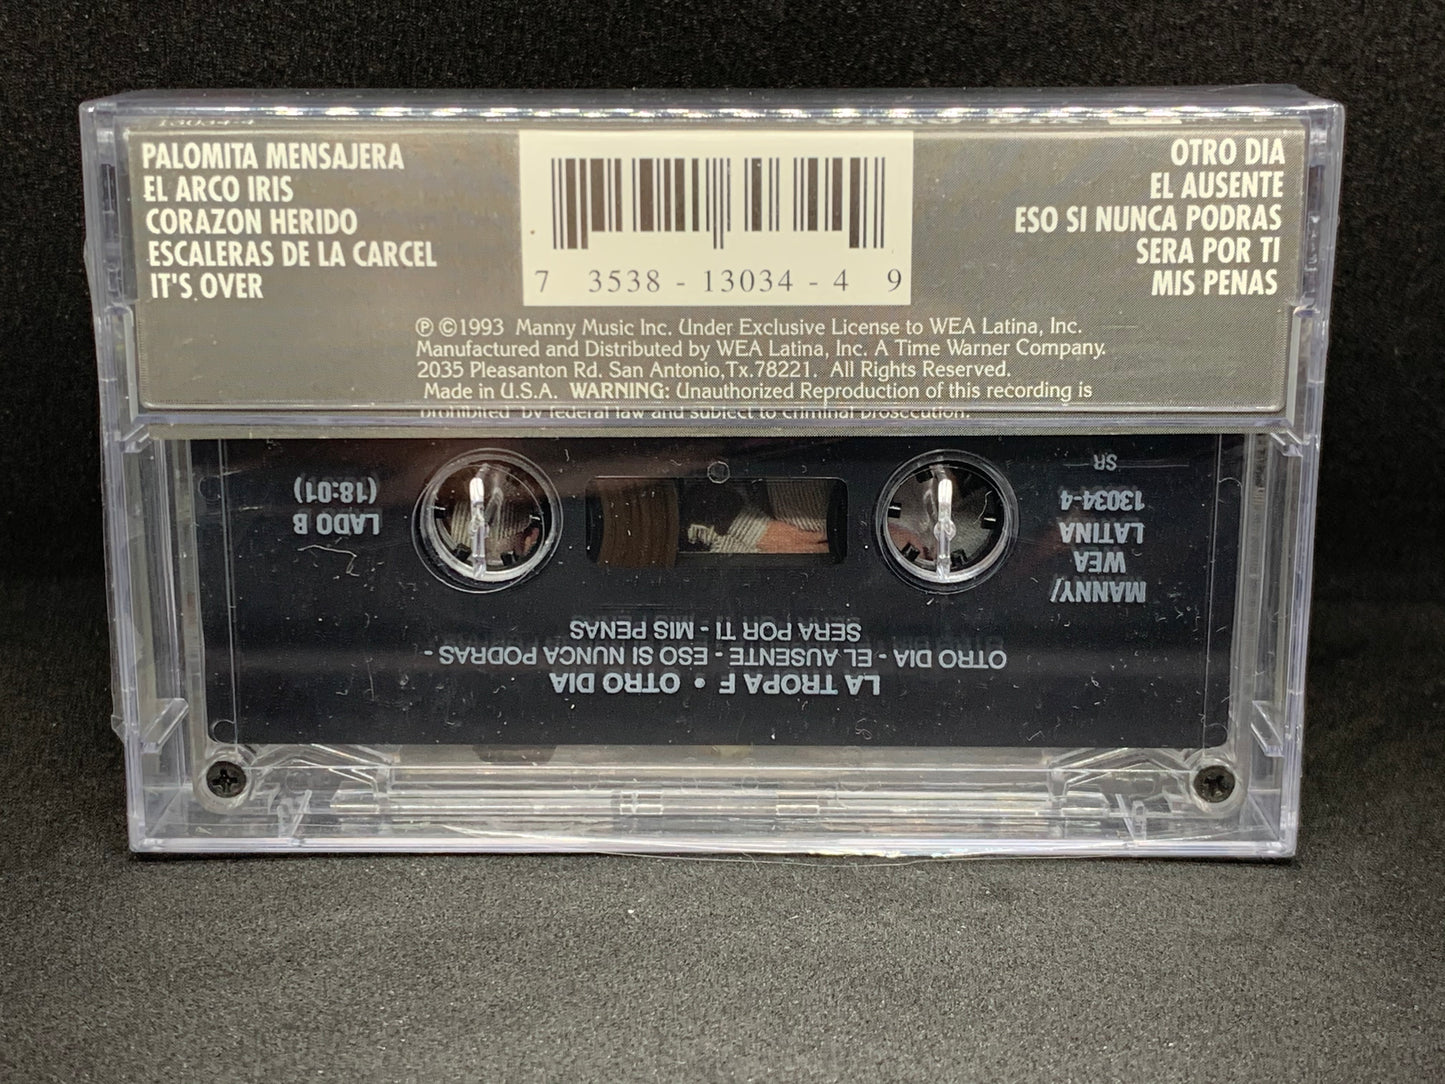 PALOMITA MENSAJERA
EL ARCO IRIS
CORAZON HERIDO
ESCALERAS DE LA CARCEL
IT'S OVER
7 3538 - 13034 - 4 9
OTRO DIA
EL AUSENTE
ESO SI NUNCA PODRAS
SERA POR TI
MIS PENAS
℗ ©1993 Manny Music Inc. Under Exclusive License to WEA Latina, Inc.
Manufactured and Distributed by WEA Latina, Inc. A Time Warner Company.
2035 Pleasanton Rd. San Antonio,Tx.78221. All Rights Reserved.
Made in U.S.A. WARNING: Unauthorized Reproduction of this recording is
prohibited by federal law and subject to criminal prosecution.
LA TROPA F • OTRO DIA
OTRO DIA - EL AUSENTE - ESO SI NUNCA PODRAS -
SERA POR TI - MIS PENAS
MANNY/
WEA
LATINA
13034-4
SR
LADO B
(18:01)